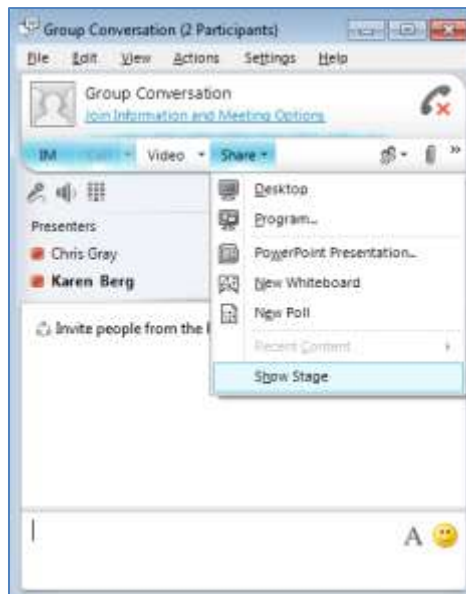 Group Conversation (2 Participants)
File Edit View Actions Settings Help
Group Conversation
Join Information and Meeting Options
IM Video Share
Desktop
Program...
Presenters
Chris Gray
PowerPoint Presentation...
Karen Berg
New Whiteboard
New Poll
Invite people from the
Recent Content
Show Stage
A